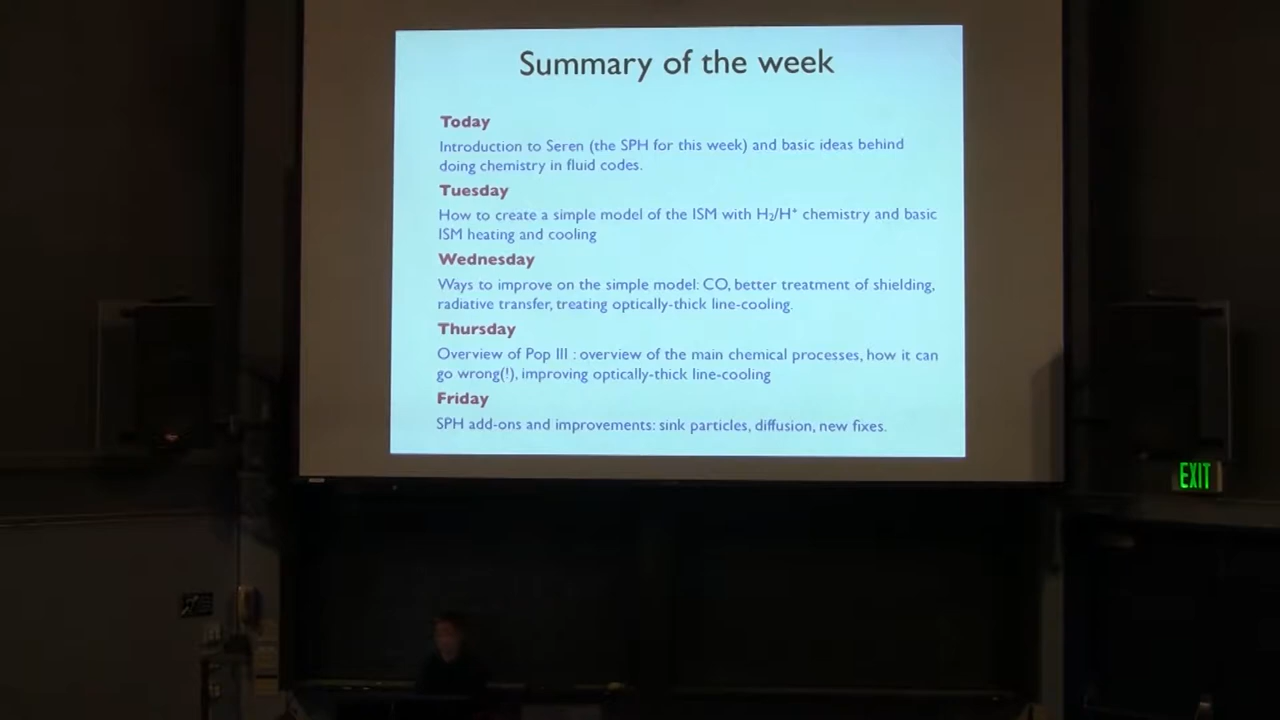 Summary of the week
Today
Introduction to Seren (the SPH for this week) and basic ideas behind
doing chemistry in fluid codes.
Tuesday
How to create a simple model of the ISM with H₂/H⁺ chemistry and basic
ISM heating and cooling
Wednesday
Ways to improve on the simple model: CO, better treatment of shielding,
radiative transfer, treating optically-thick line-cooling.
Thursday
Overview of Pop III : overview of the main chemical processes, how it can
go wrong(!), improving optically-thick line-cooling
Friday
SPH add-ons and improvements: sink particles, diffusion, new fixes.
EXIT